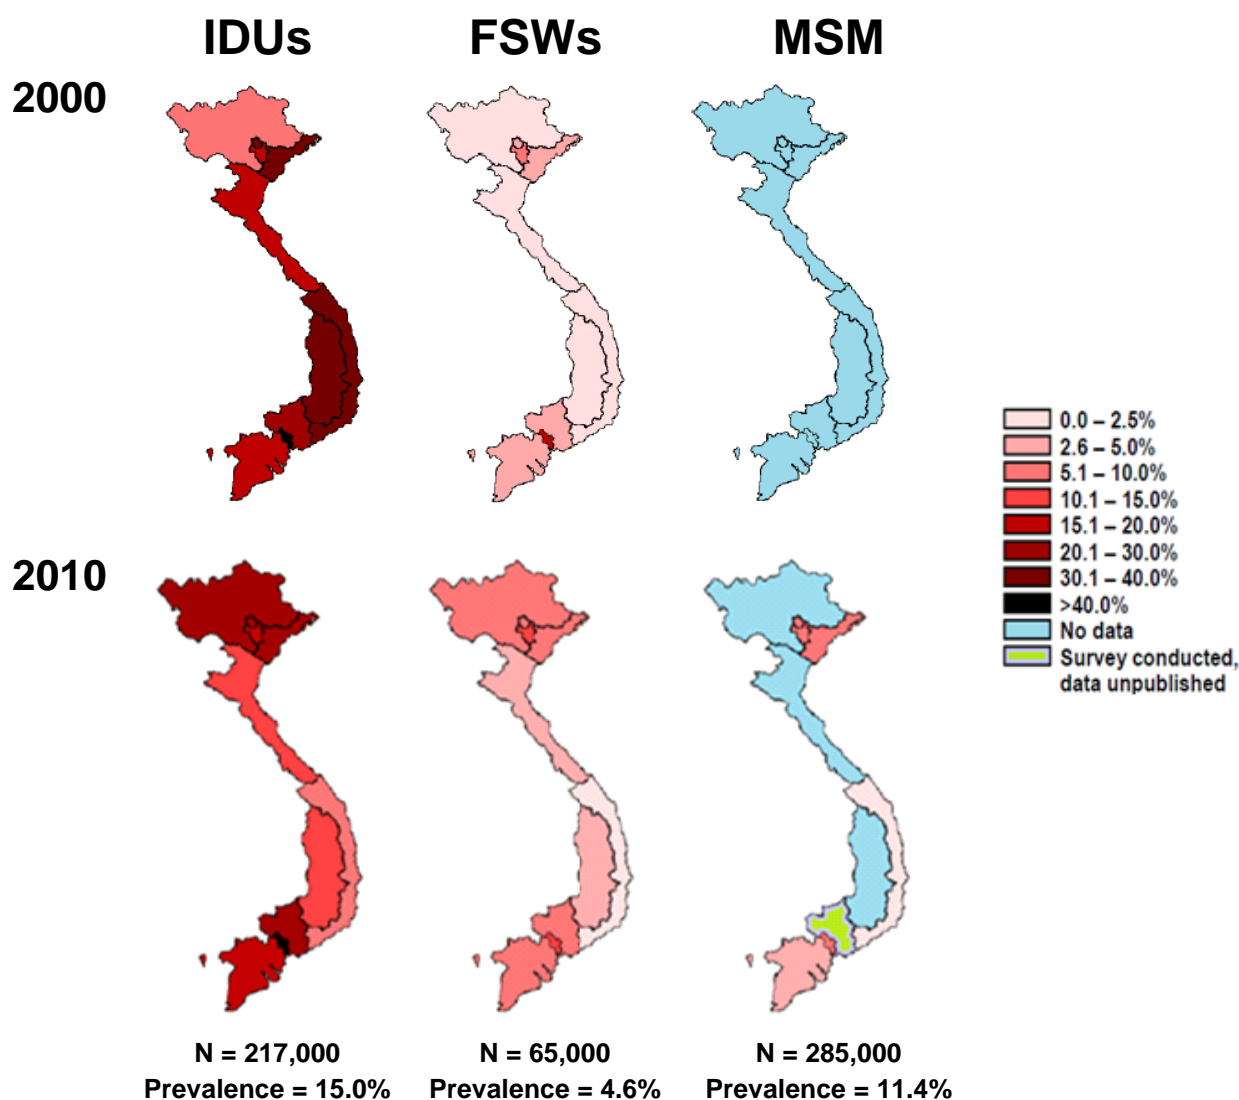 IDUs
FSWs
MSM
2000
0.0 – 2.5%
2.6 – 5.0%
5.1 – 10.0%
10.1 – 15.0%
15.1 – 20.0%
20.1 – 30.0%
30.1 – 40.0%
>40.0%
No data
Survey conducted,
data unpublished
2010
N = 217,000
Prevalence = 15.0%
N = 65,000
Prevalence = 4.6%
N = 285,000
Prevalence = 11.4%